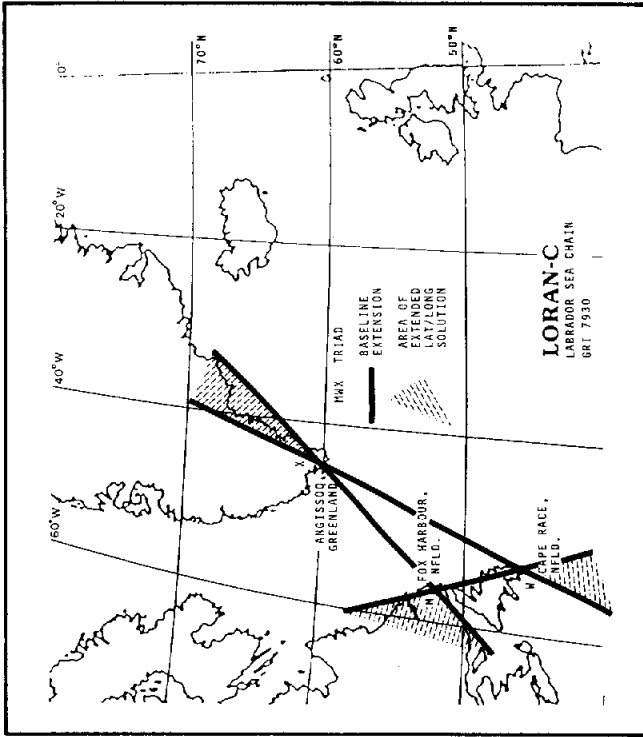 70°N
60°N
50°N
0°
20°W
40°W
60°W
MWX TRIAD
BASELINE
EXTENSION
AREA OF
EXTENDED
LAT/LONG
SOLUTION
X
ANGISSOQ,
GREENLAND
FOX HARBOUR,
NFLD.
M
W
CAPE RACE,
NFLD.
LORAN-C
LABRADOR SEA CHAIN
GRI 7930